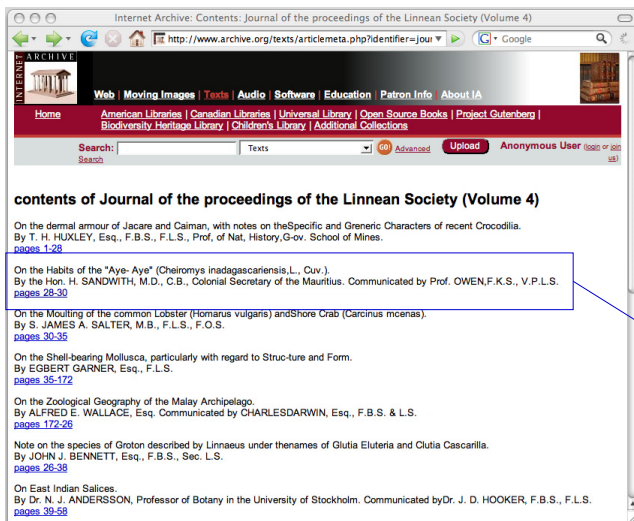 Internet Archive: Contents: Journal of the proceedings of the Linnean Society (Volume 4)
http://www.archive.org/texts/articlemeta.php?identifier=jour
Google
INTERNET ARCHIVE
Web | Moving Images | Texts | Audio | Software | Education | Patron Info | About IA
Home
American Libraries | Canadian Libraries | Universal Library | Open Source Books | Project Gutenberg |
Biodiversity Heritage Library | Children's Library | Additional Collections
Search: Texts GO! Advanced Upload Anonymous User (login or join
Search us)
contents of Journal of the proceedings of the Linnean Society (Volume 4)
On the dermal armour of Jacare and Caiman, with notes on theSpecific and Greneric Characters of recent Crocodilia.
By T. H. HUXLEY, Esq., F.B.S., F.L.S., Prof, of Nat, History,G-ov. School of Mines.
pages 1-28
On the Habits of the "Aye- Aye" (Cheiromys inadagascariensis,L., Cuv.).
By the Hon. H. SANDWITH, M.D., C.B., Colonial Secretary of the Mauritius. Communicated by Prof. OWEN,F.K.S., V.P.L.S.
pages 28-30
On the Moulting of the common Lobster (Homarus vulgaris) andShore Crab (Carcinus mcenas).
By S. JAMES A. SALTER, M.B., F.L.S., F.O.S.
pages 30-35
On the Shell-bearing Mollusca, particularly with regard to Struc-ture and Form.
By EGBERT GARNER, Esq., F.L.S.
pages 35-172
On the Zoological Geography of the Malay Archipelago.
By ALFRED E. WALLACE, Esq. Communicated by CHARLESDARWIN, Esq., F.B.S. & L.S.
pages 172-26
Note on the species of Groton described by Linnaeus under thenames of Glutia Eluteria and Clutia Cascarilla.
By JOHN J. BENNETT, Esq., F.B.S., Sec. L.S.
pages 26-38
On East Indian Salices.
By Dr. N. J. ANDERSSON, Professor of Botany in the University of Stockholm. Communicated byDr. J. D. HOOKER, F.B.S., F.L.S.
pages 39-58